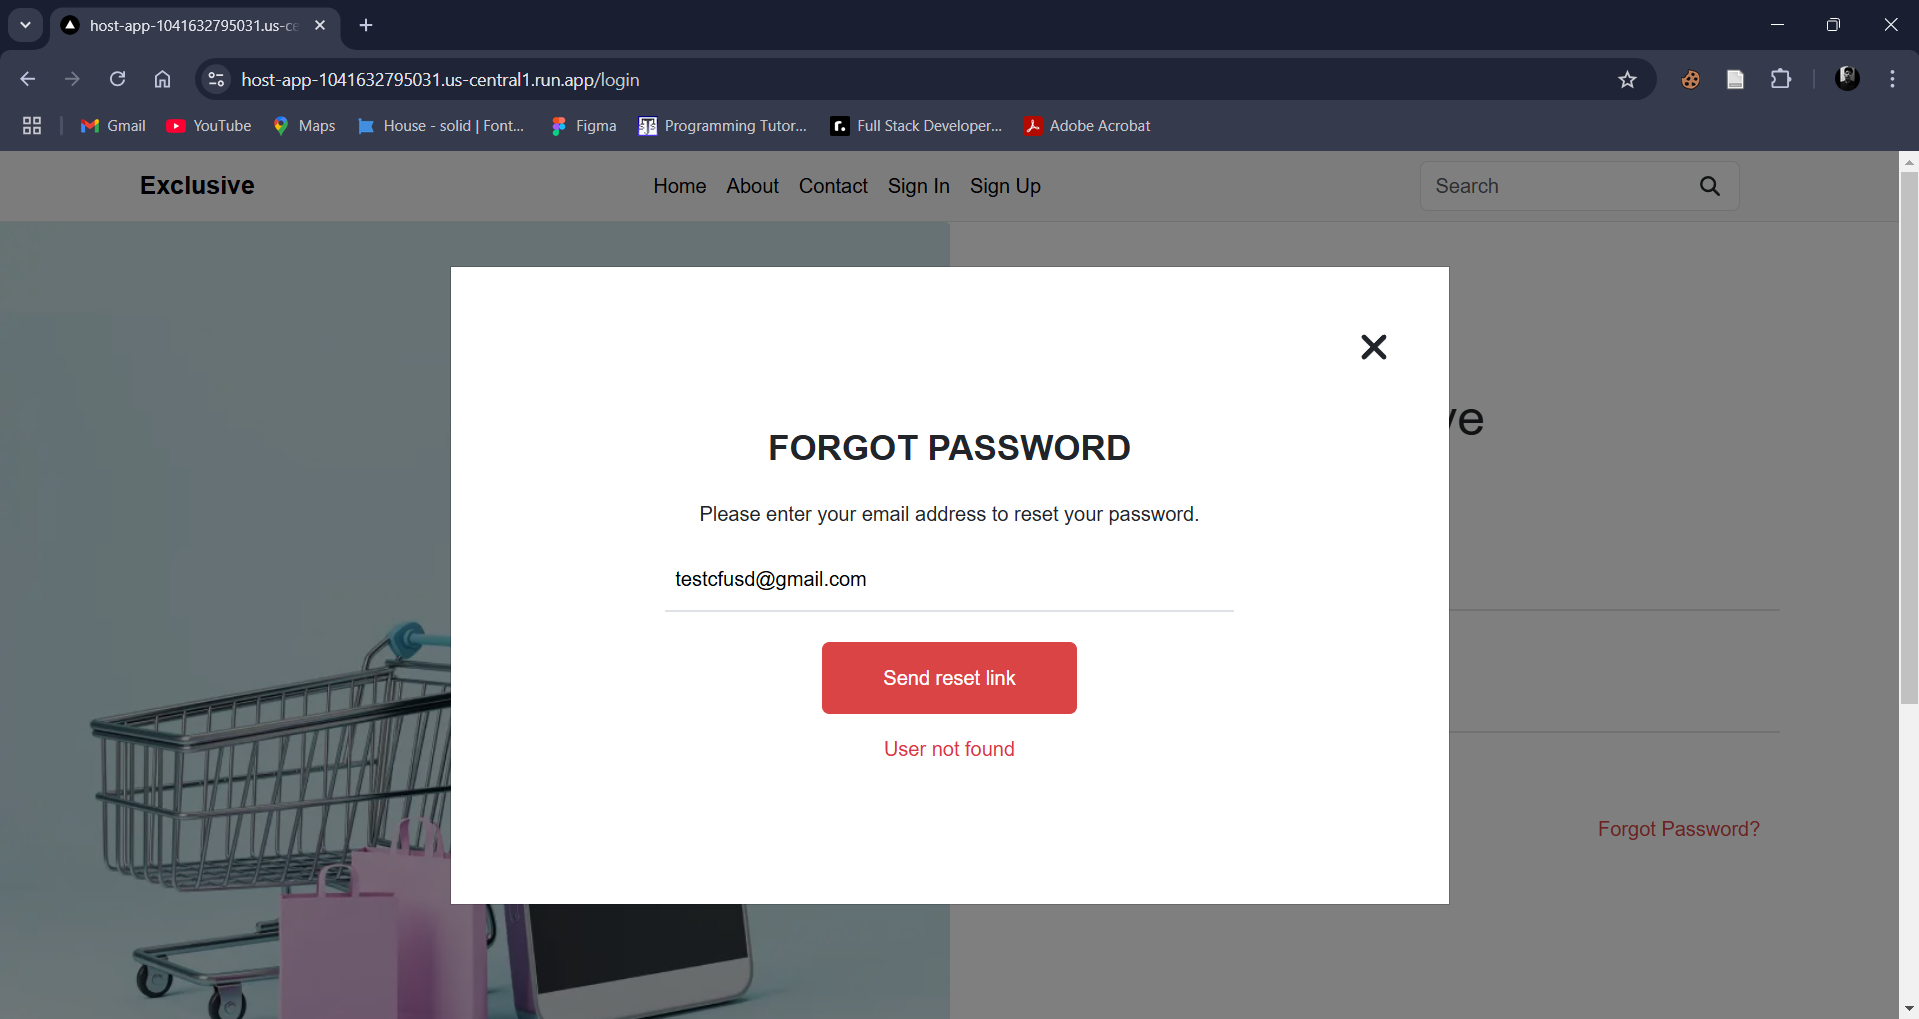 host-app-1041632795031.us-ce
host-app-1041632795031.us-central1.run.app/login
Gmail
YouTube
Maps
House - solid | Font...
Figma
Programming Tutor...
Full Stack Developer...
Adobe Acrobat
Exclusive
Home
About
Contact
Sign In
Sign Up
Search
FORGOT PASSWORD
Please enter your email address to reset your password.
testcfusd@gmail.com
Send reset link
User not found
Forgot Password?